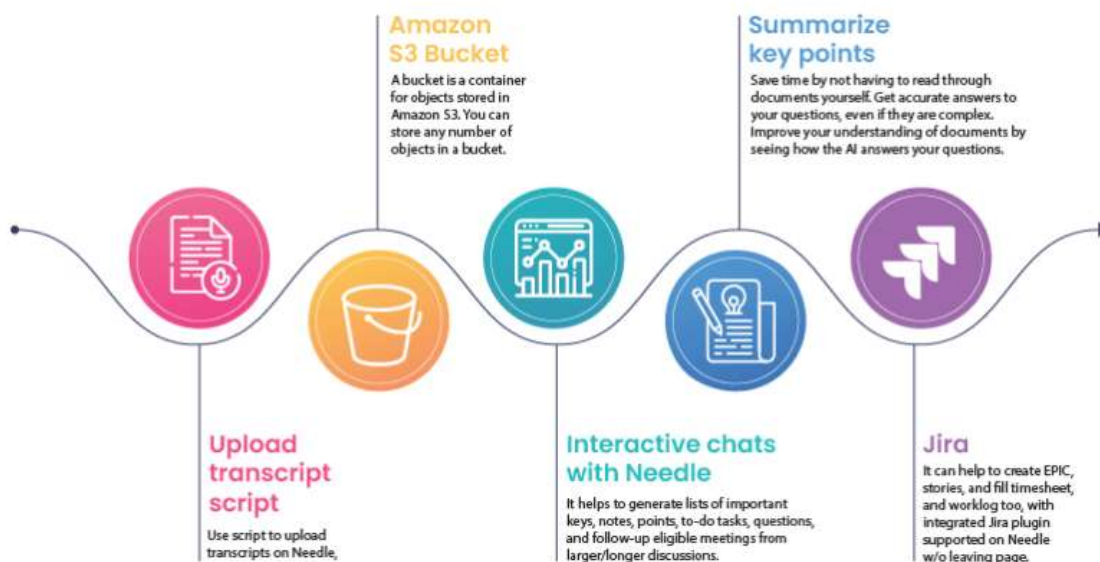 Amazon
S3 Bucket
A bucket is a container
for objects stored in
Amazon S3. You can
store any number of
objects in a bucket.
Summarize
key points
Save time by not having to read through
documents yourself. Get accurate answers to
your questions, even if they are complex.
Improve your understanding of documents by
seeing how the AI answers your questions.
Upload
transcript
script
Use script to upload
transcripts on Needle,
Interactive chats
with Needle
It helps to generate lists of important
keys, notes, points, to-do tasks, questions,
and follow-up eligible meetings from
larger/longer discussions.
Jira
It can help to create EPIC,
stories, and fill timesheet,
and worklog too, with
integrated Jira plugin
supported on Needle
w/o leaving page.